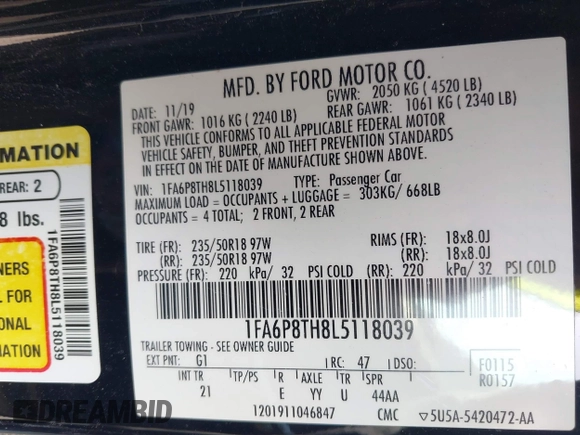 MFD. BY FORD MOTOR CO.
DATE: 11/19 GVWR: 2050 KG ( 4520 LB)
FRONT GAWR: 1016 KG ( 2240 LB) REAR GAWR: 1061 KG ( 2340 LB)
THIS VEHICLE CONFORMS TO ALL APPLICABLE FEDERAL MOTOR
VEHICLE SAFETY, BUMPER, AND THEFT PREVENTION STANDARDS
IN EFFECT ON THE DATE OF MANUFACTURE SHOWN ABOVE.
VIN: 1FA6P8TH8L5118039 TYPE: Passenger Car
MAXIMUM LOAD = OCCUPANTS + LUGGAGE = 303KG/ 668LB
OCCUPANTS = 4 TOTAL; 2 FRONT, 2 REAR
TIRE (FR): 235/50R18 97W RIMS (FR): 18x8.0J
(RR): 235/50R18 97W (RR): 18x8.0J
PRESSURE (FR): 220 kPa/ 32 PSI COLD (RR): 220 kPa/ 32 PSI COLD
1FA6P8TH8L5118039
TRAILER TOWING - SEE OWNER GUIDE
EXT PNT: G1 RC: 47 DSO: F0115
INT TR TP/PS R AXLE TR SPR R0157
21 E YY U 44AA
1201911046847 CMC ▽5U5A-5420472-AA
ORMATION
REAR: 2
8 lbs.
1FA6P8TH8L5118039
NERS
L FOR
ONAL
MATION
DREAMBID